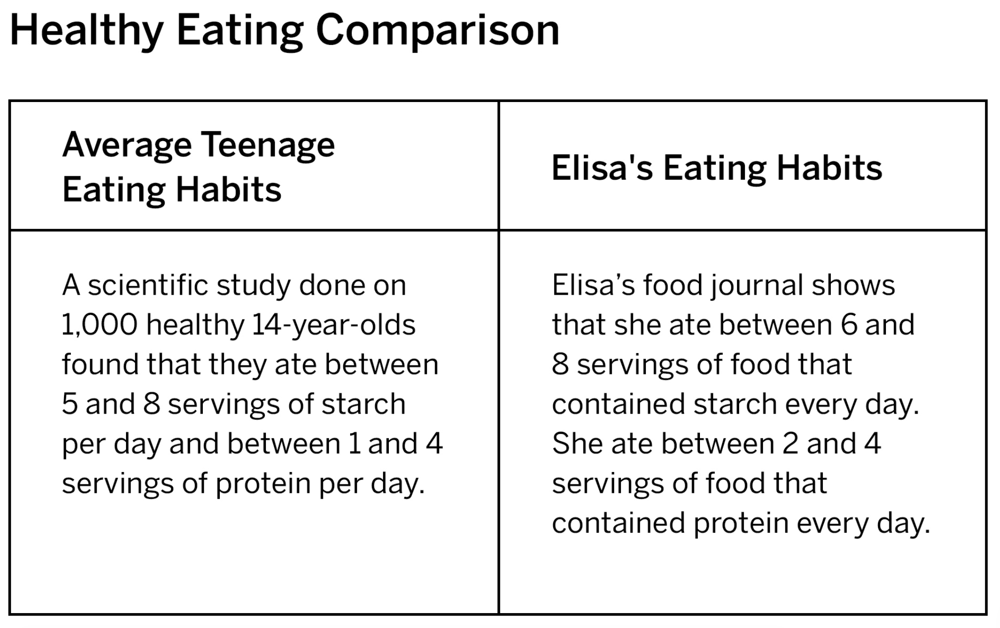 Healthy Eating Comparison
Average Teenage
Eating Habits
Elisa's Eating Habits
A scientific study done on
1,000 healthy 14-year-olds
found that they ate between
5 and 8 servings of starch
per day and between 1 and 4
servings of protein per day.
Elisa’s food journal shows
that she ate between 6 and
8 servings of food that
contained starch every day.
She ate between 2 and 4
servings of food that
contained protein every day.